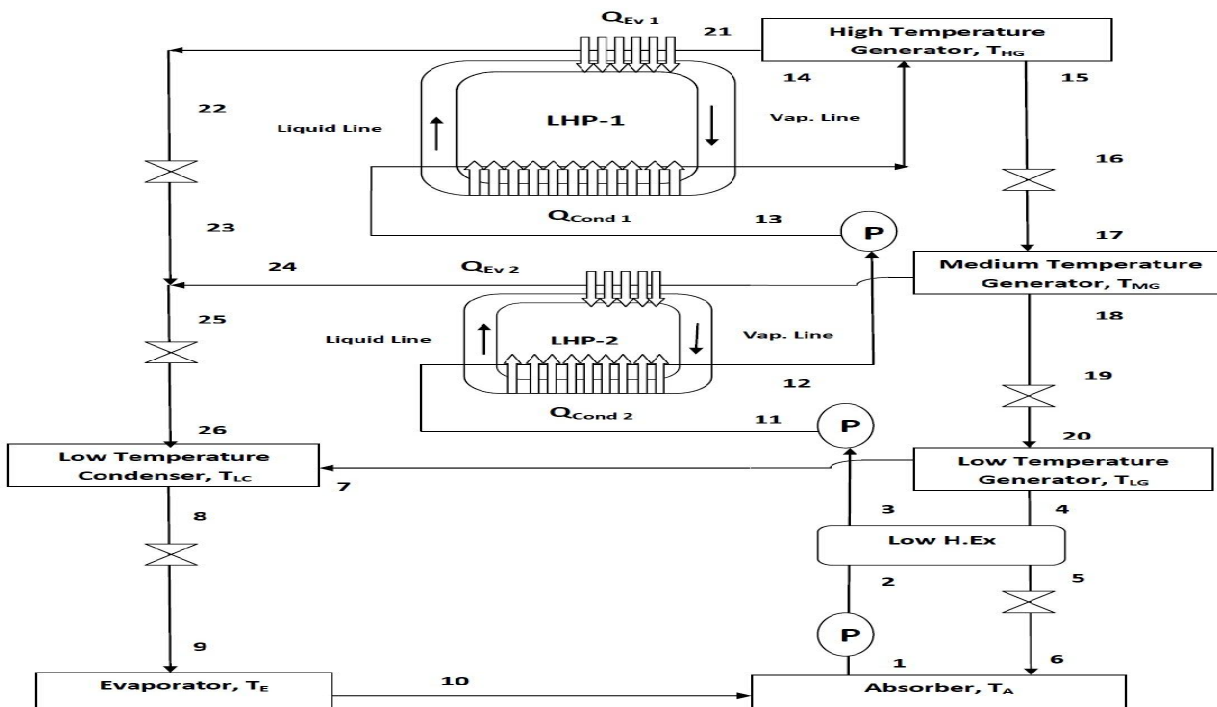 Q Ev 1
21
High Temperature
Generator, THG
14
15
22
Liquid Line
LHP-1
Vap. Line
16
QCond 1
13
P
23
17
24
QEv 2
Medium Temperature
Generator, TMG
25
18
Liquid Line
LHP-2
Vap. Line
12
19
QCond 2
11
P
26
20
Low Temperature
Condenser, TLC
Low Temperature
Generator, TLG
7
8
3
4
Low H.Ex
2
5
P
9
1
6
10
Evaporator, TE
Absorber, TA